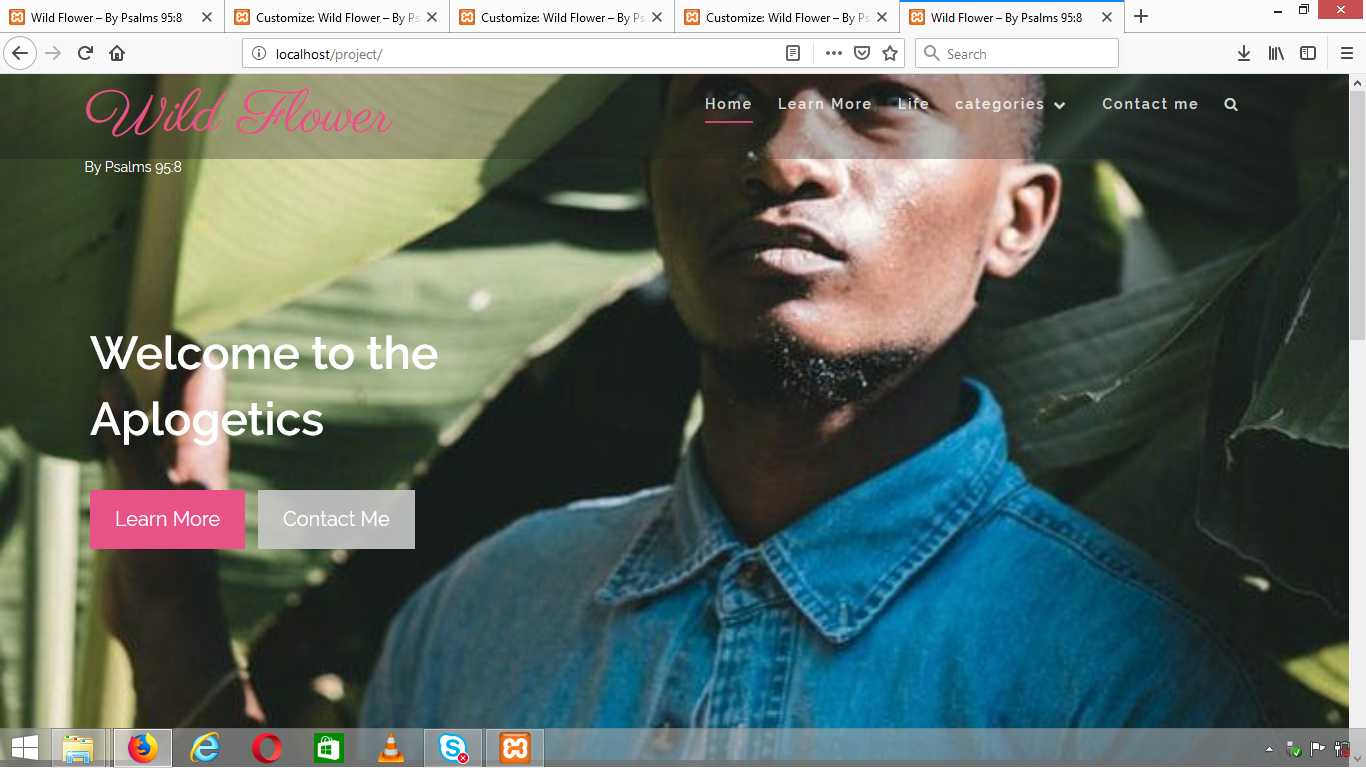 Wild Flower – By Psalms 95:8
Customize: Wild Flower – By Ps
Customize: Wild Flower – By Ps
Customize: Wild Flower – By Ps
Wild Flower – By Psalms 95:8
localhost/project/
Search
Wild Flower
Home Learn More Life categories Contact me
By Psalms 95:8
Welcome to the
Aplogetics
Learn More Contact Me